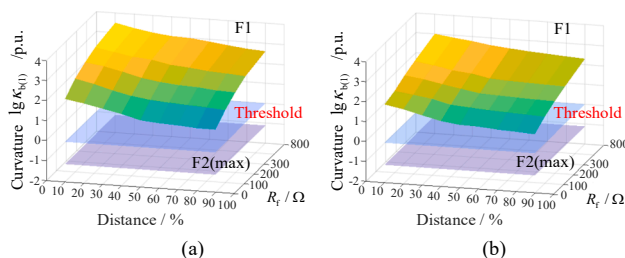 F1
Threshold
F2(max)
Curvature lg κb(1) /p.u.
4
3
2
1
0
-1
-2
0 10 20 30 40 50 60 70 80 90 100
Distance / %
0
100
300
800
Rf / Ω
(a)
F1
Threshold
F2(max)
Curvature lg κb(1) /p.u.
4
3
2
1
0
-1
-2
0 10 20 30 40 50 60 70 80 90 100
Distance / %
0
100
300
800
Rf / Ω
(b)